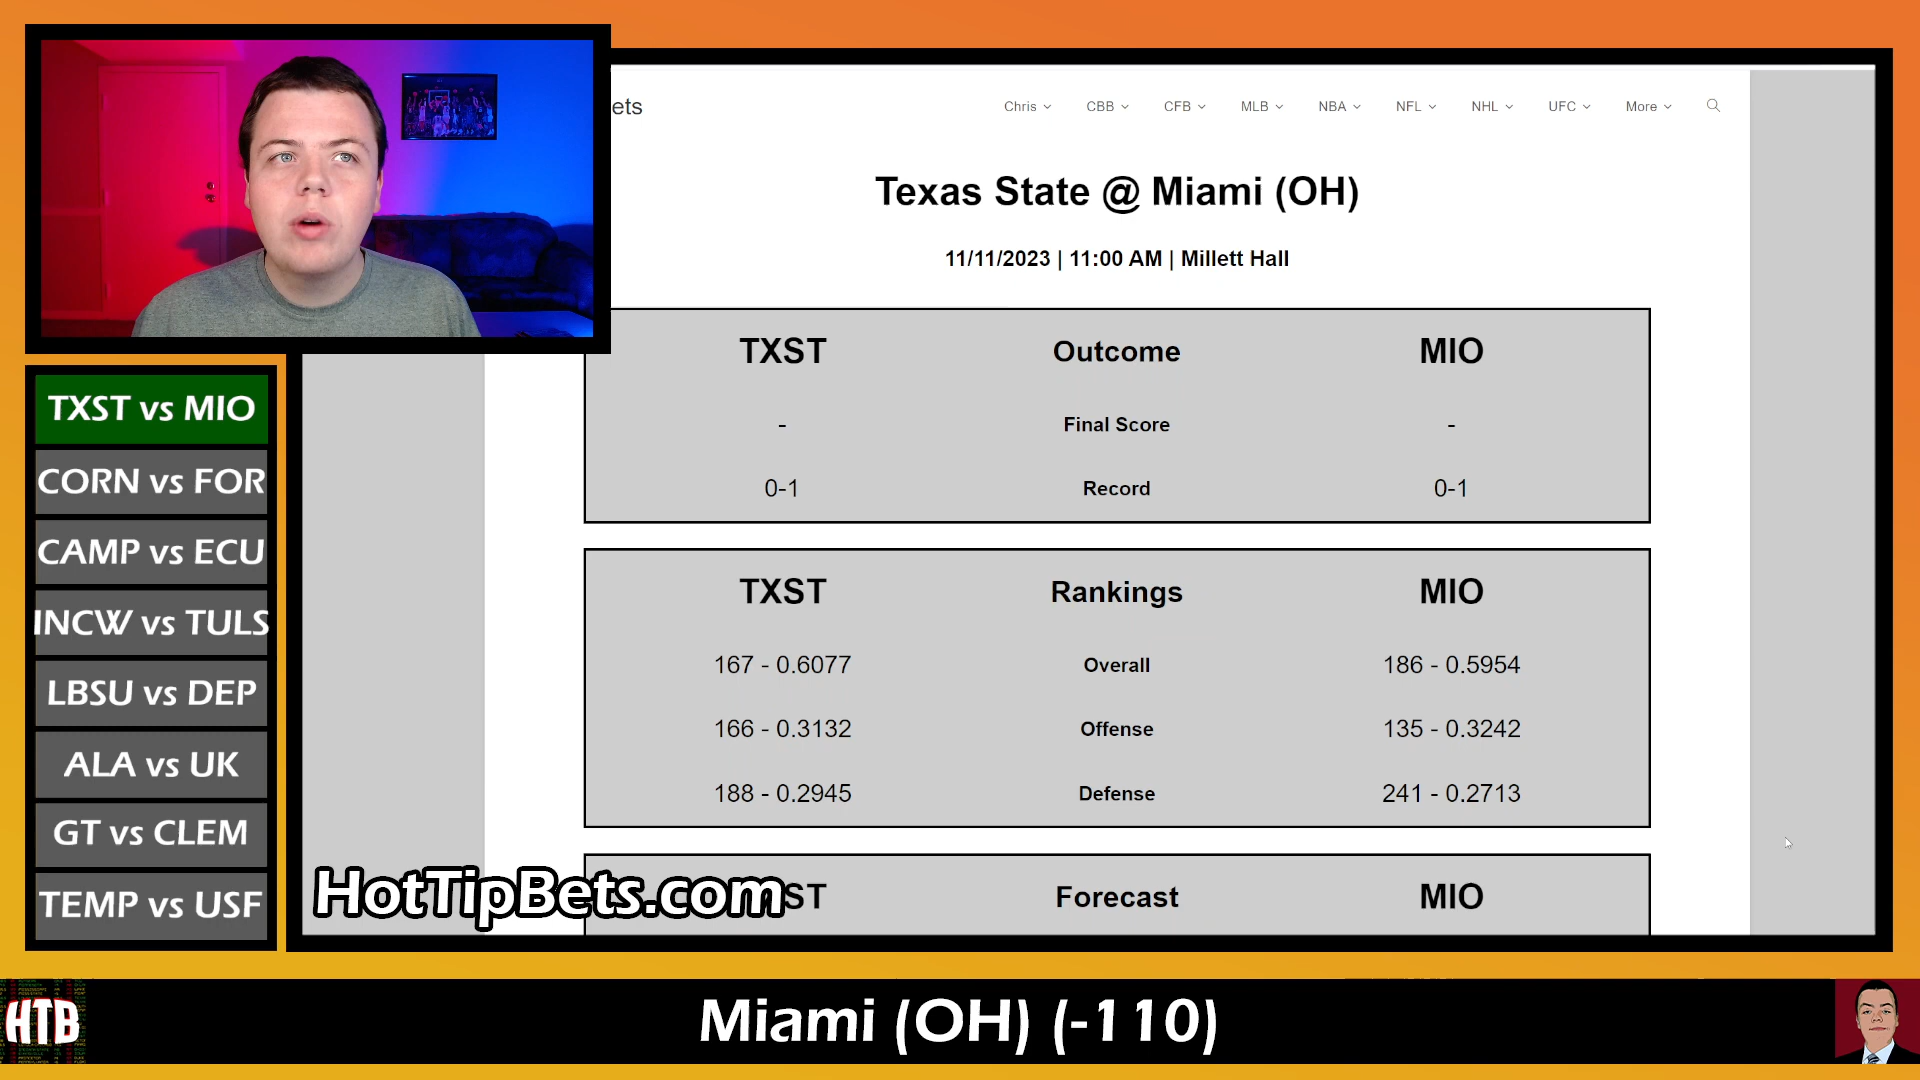 ets
Chris CBB CFB MLB NBA NFL NHL UFC More
Texas State @ Miami (OH)
11/11/2023 | 11:00 AM | Millett Hall
TXST Outcome MIO
- Final Score -
0-1 Record 0-1
TXST Rankings MIO
167 - 0.6077 Overall 186 - 0.5954
166 - 0.3132 Offense 135 - 0.3242
188 - 0.2945 Defense 241 - 0.2713
ST Forecast MIO
TXST vs MIO
CORN vs FOR
CAMP vs ECU
INCW vs TULS
LBSU vs DEP
ALA vs UK
GT vs CLEM
TEMP vs USF
HotTipBets.com
HTB
Miami (OH) (-110)